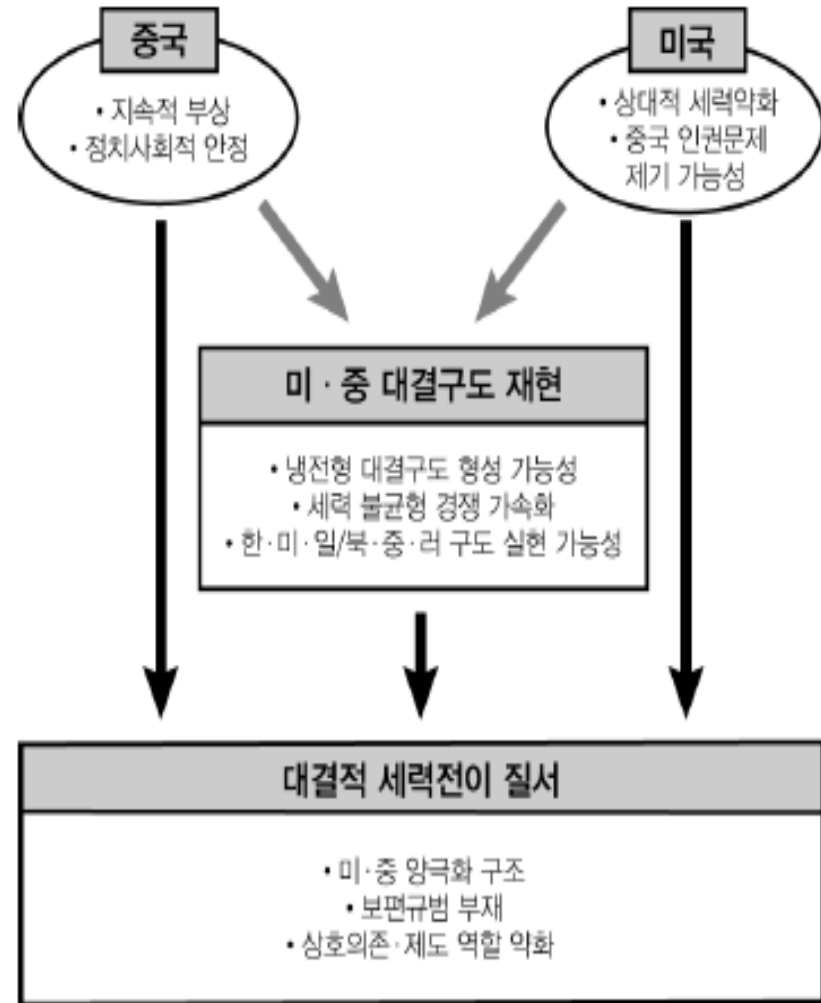 중국
• 지속적 부상
• 정치사회적 안정
미국
• 상대적 세력약화
• 중국 인권문제
제기 가능성
미·중 대결구도 재현
• 냉전형 대결구도 형성 가능성
• 세력 불균형 경쟁 가속화
• 한·미·일/북·중·러 구도 실현 가능성
대결적 세력전이 질서
• 미·중 양극화 구조
• 보편규범 부재
• 상호의존·제도 역할 약화